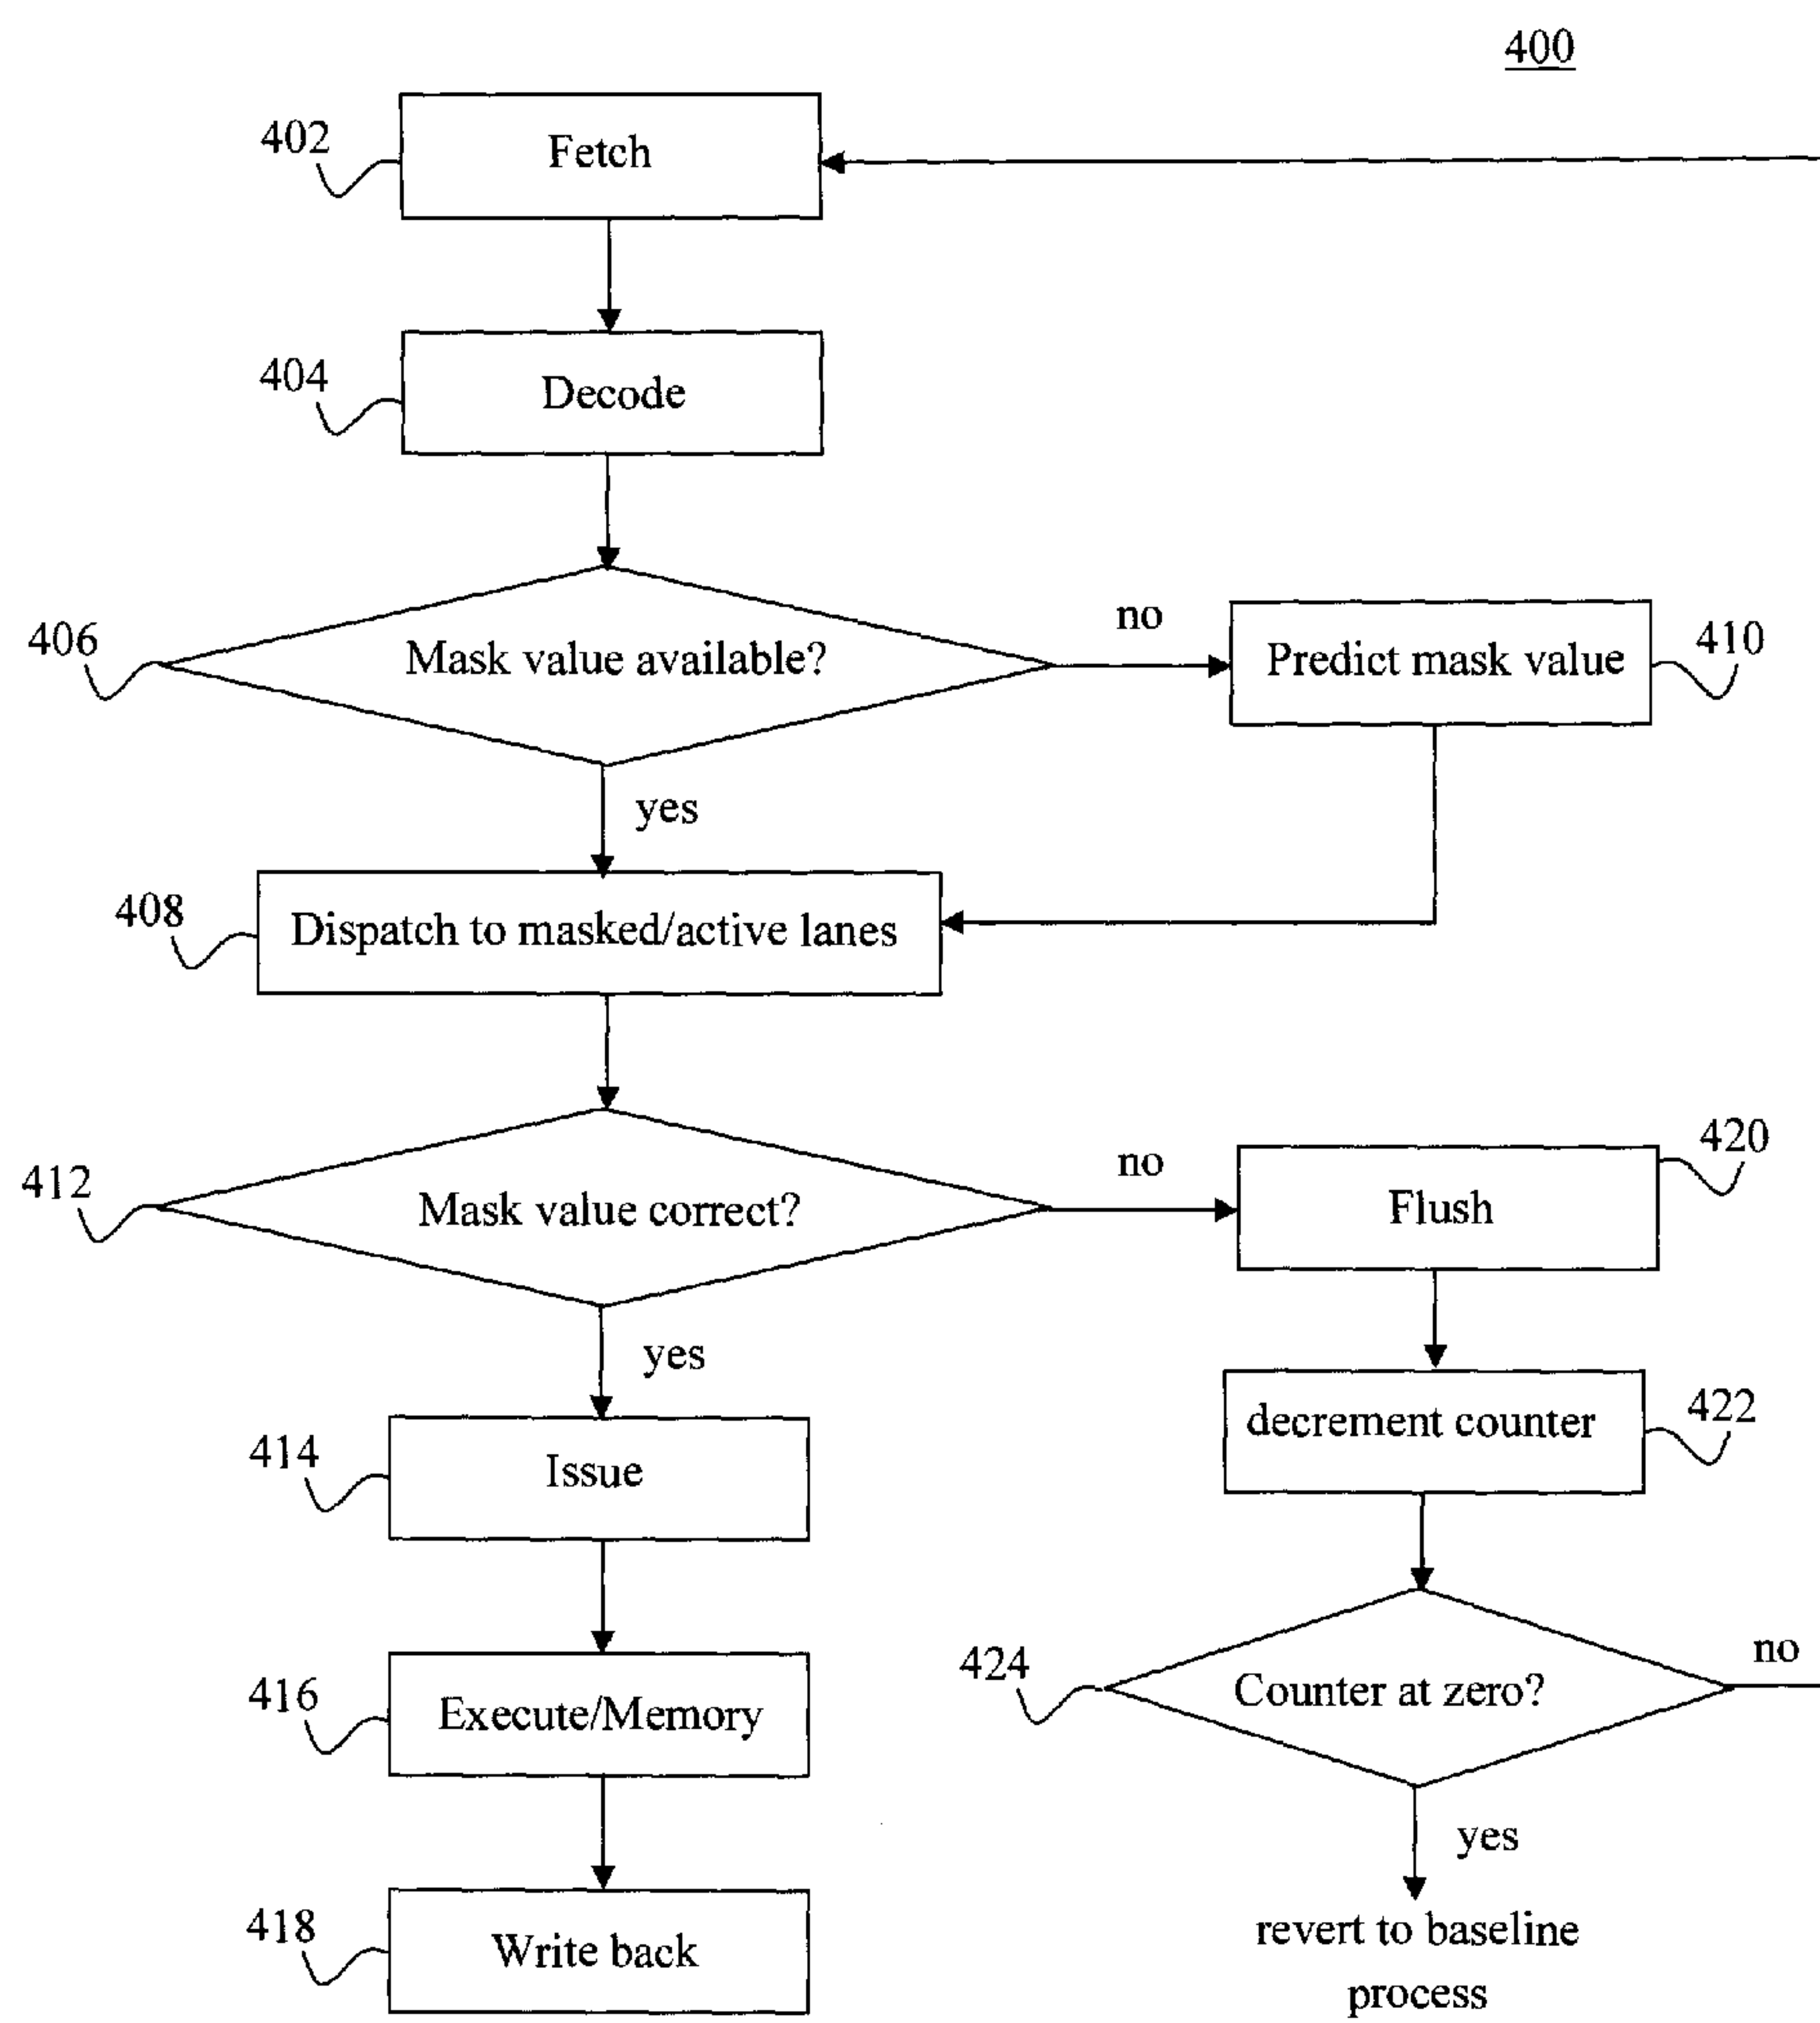 400
402
Fetch
404
Decode
406
Mask value available?
no
Predict mask value
410
yes
408
Dispatch to masked/active lanes
412
Mask value correct?
no
Flush
420
yes
decrement counter
422
414
Issue
424
Counter at zero?
no
416
Execute/Memory
yes
418
Write back
revert to baseline
process